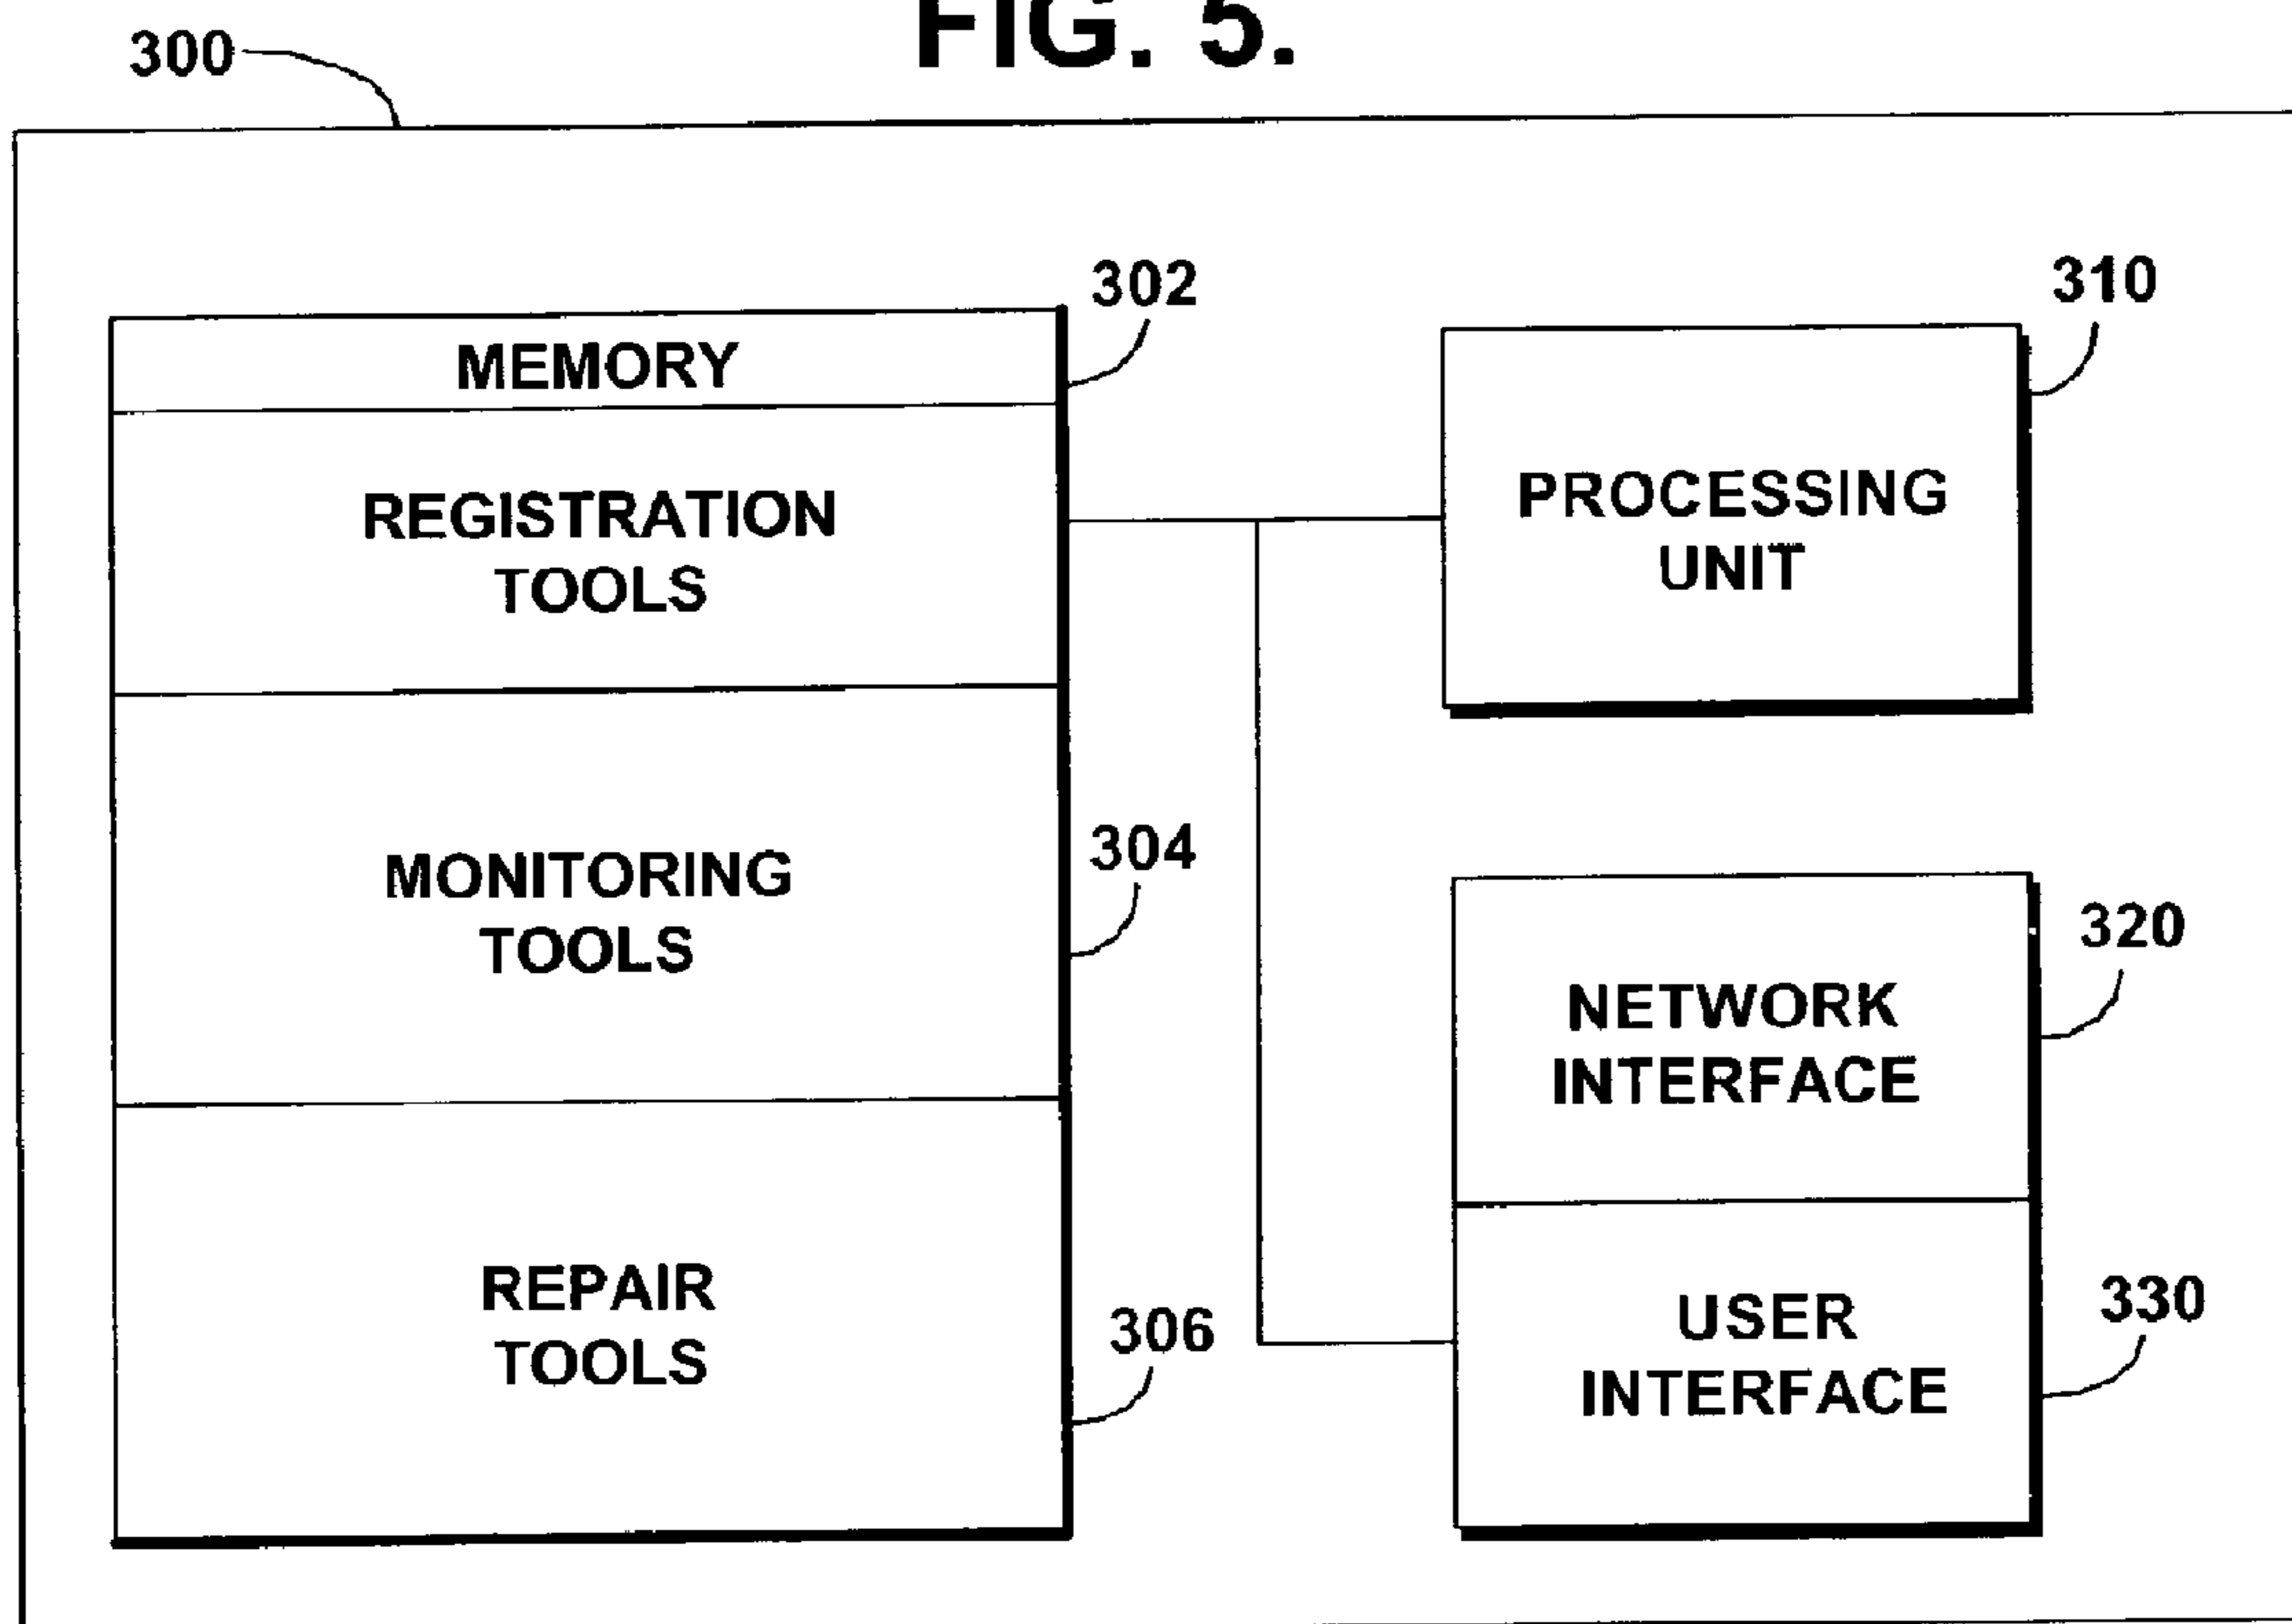 FIG. 5.
300
302
MEMORY
310
REGISTRATION
TOOLS
PROCESSING
UNIT
304
MONITORING
TOOLS
320
NETWORK
INTERFACE
306
REPAIR
TOOLS
330
USER
INTERFACE